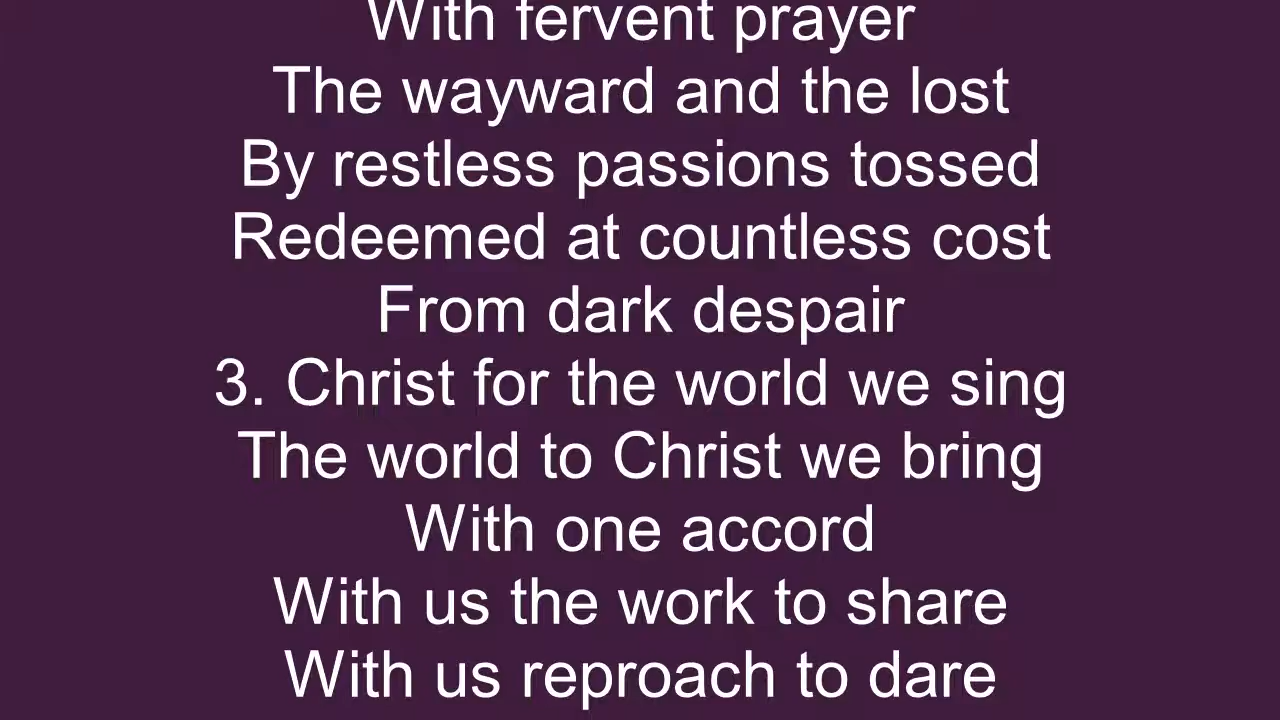 With fervent prayer
The wayward and the lost
By restless passions tossed
Redeemed at countless cost
From dark despair
3. Christ for the world we sing
The world to Christ we bring
With one accord
With us the work to share
With us reproach to dare